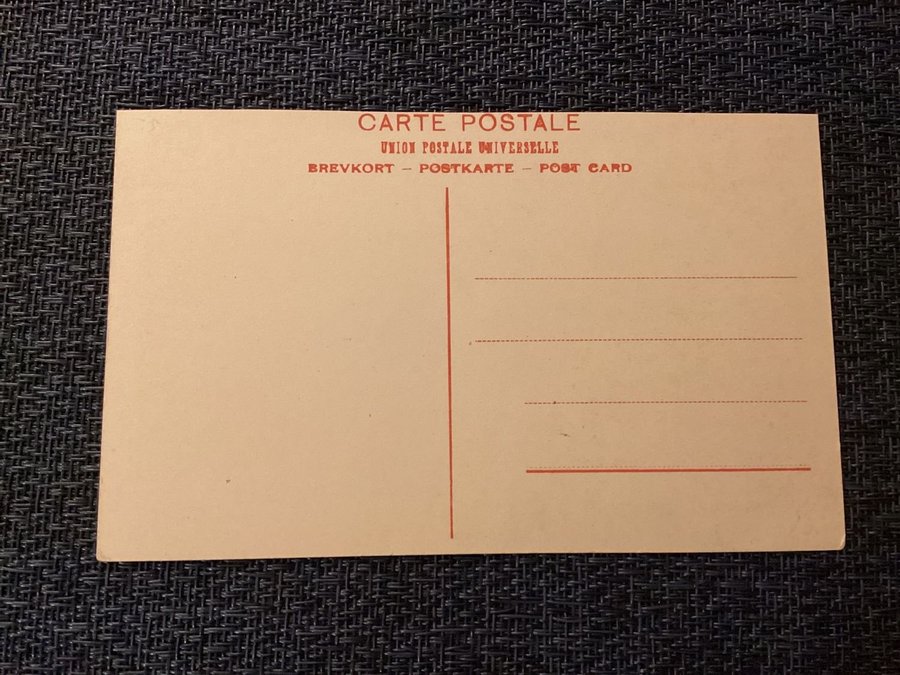 CARTE POSTALE
UNION POSTALE UNIVERSELLE
BREVKORT – POSTKARTE – POST CARD